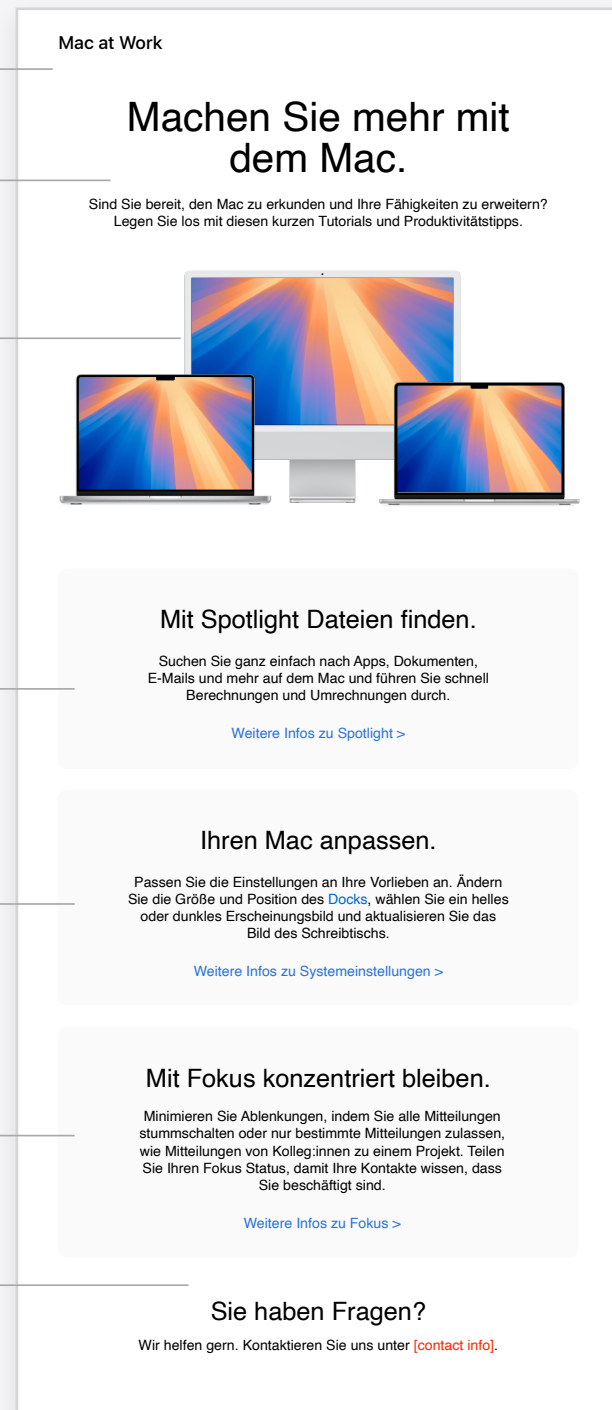 Mac at Work
Machen Sie mehr mit
dem Mac.
Sind Sie bereit, den Mac zu erkunden und Ihre Fähigkeiten zu erweitern?
Legen Sie los mit diesen kurzen Tutorials und Produktivitätstipps.
Mit Spotlight Dateien finden.
Suchen Sie ganz einfach nach Apps, Dokumenten,
E-Mails und mehr auf dem Mac und führen Sie schnell
Berechnungen und Umrechnungen durch.
Weitere Infos zu Spotlight >
Ihren Mac anpassen.
Passen Sie die Einstellungen an Ihre Vorlieben an. Ändern
Sie die Größe und Position des Docks, wählen Sie ein helles
oder dunkles Erscheinungsbild und aktualisieren Sie das
Bild des Schreibtischs.
Weitere Infos zu Systemeinstellungen >
Mit Fokus konzentriert bleiben.
Minimieren Sie Ablenkungen, indem Sie alle Mitteilungen
stummschalten oder nur bestimmte Mitteilungen zulassen,
wie Mitteilungen von Kolleg:innen zu einem Projekt. Teilen
Sie Ihren Fokus Status, damit Ihre Kontakte wissen, dass
Sie beschäftigt sind.
Weitere Infos zu Fokus >
Sie haben Fragen?
Wir helfen gern. Kontaktieren Sie uns unter [contact info].